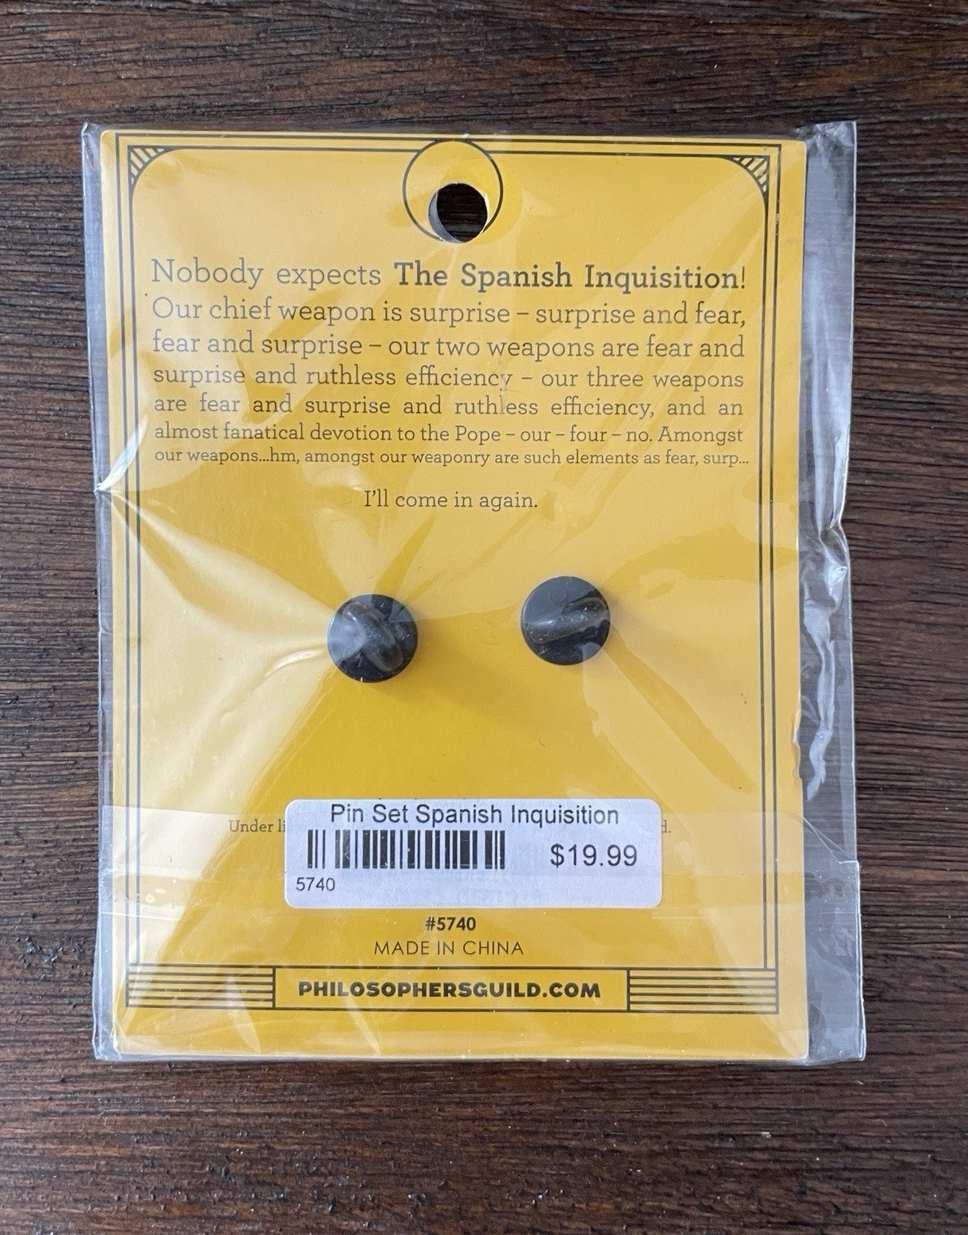 Nobody expects The Spanish Inquisition!
Our chief weapon is surprise – surprise and fear,
fear and surprise – our two weapons are fear and
surprise and ruthless efficiency – our three weapons
are fear and surprise and ruthless efficiency, and an
almost fanatical devotion to the Pope – our – four – no. Amongst
our weapons...hm, amongst our weaponry are such elements as fear, surp...
I'll come in again.
Pin Set Spanish Inquisition
Under
$19.99
5740
#5740
MADE IN CHINA
PHILOSOPHERSGUILD.COM